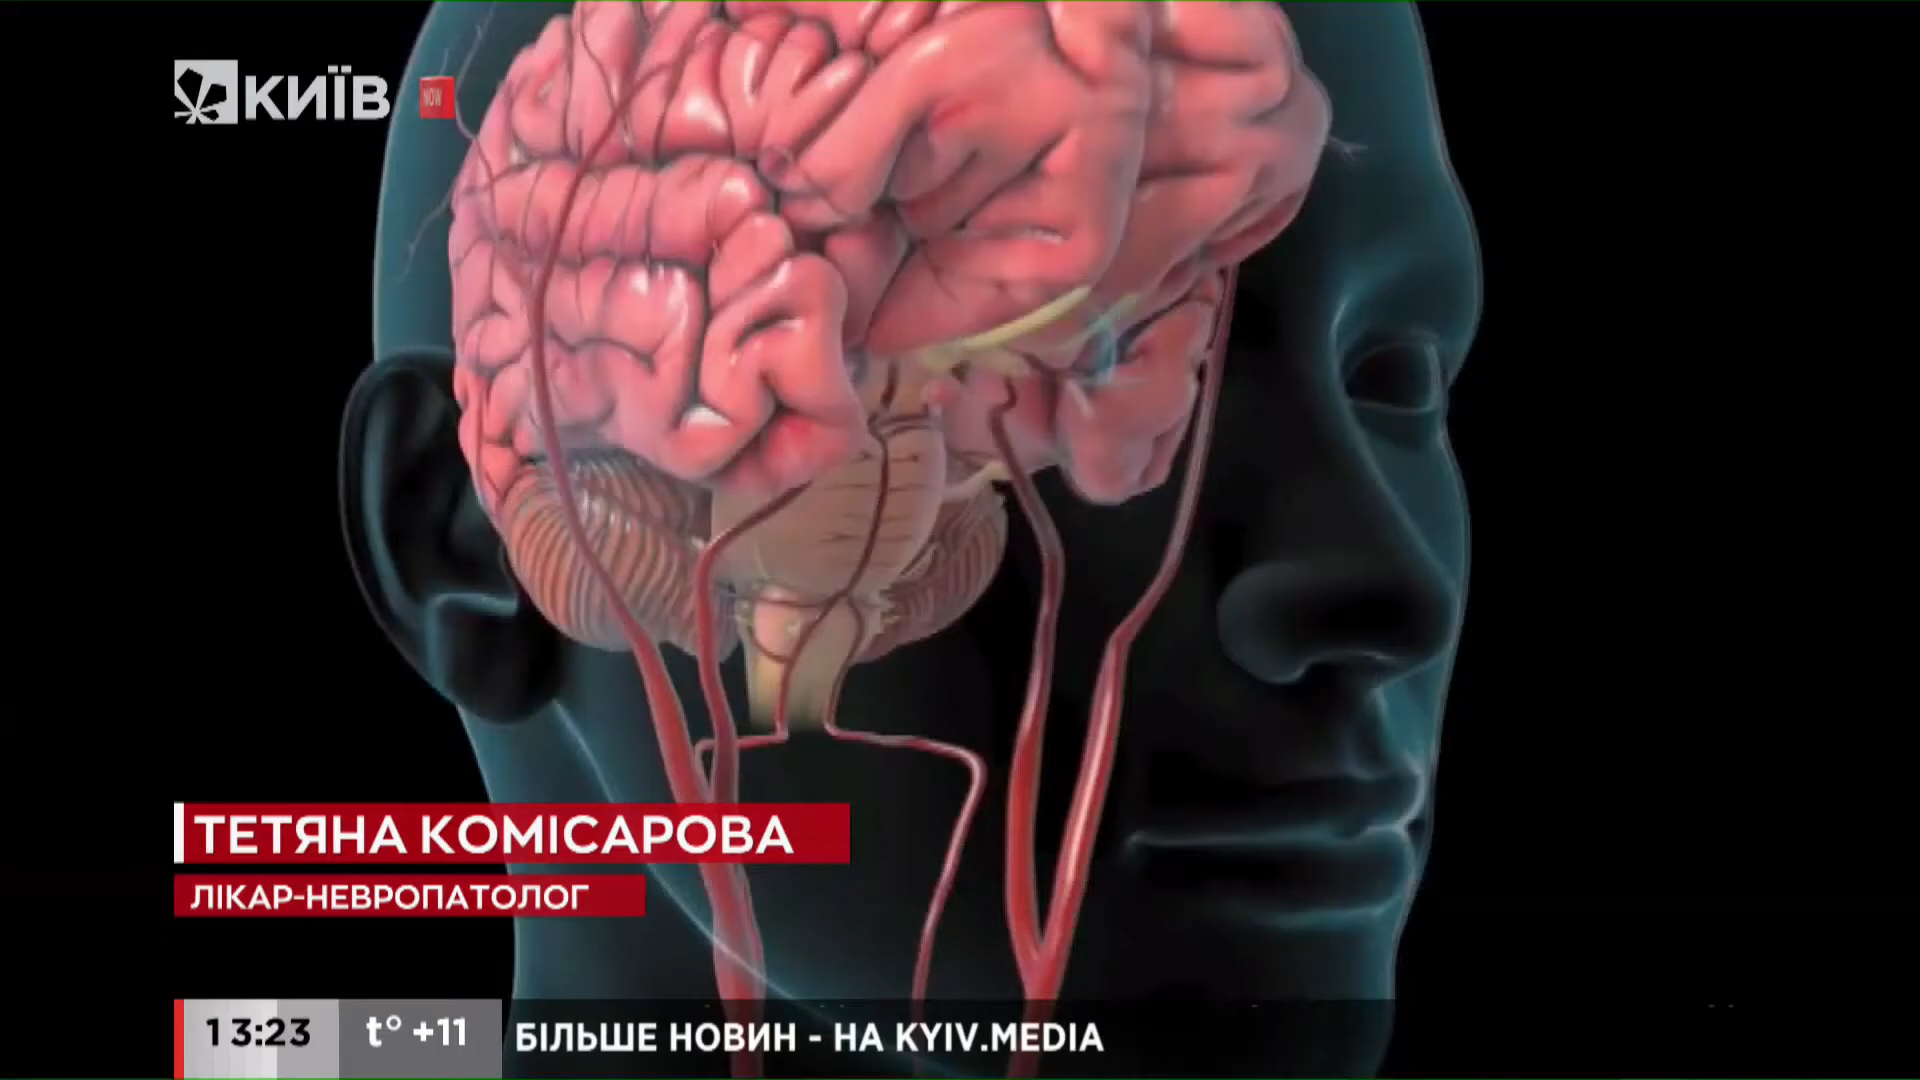 КИЇВ
NOW
ТЕТЯНА КОМІСАРОВА
ЛІКАР-НЕВРОПАТОЛОГ
13:23
t° +11
БІЛЬШЕ НОВИН - НА KYIV.MEDIA